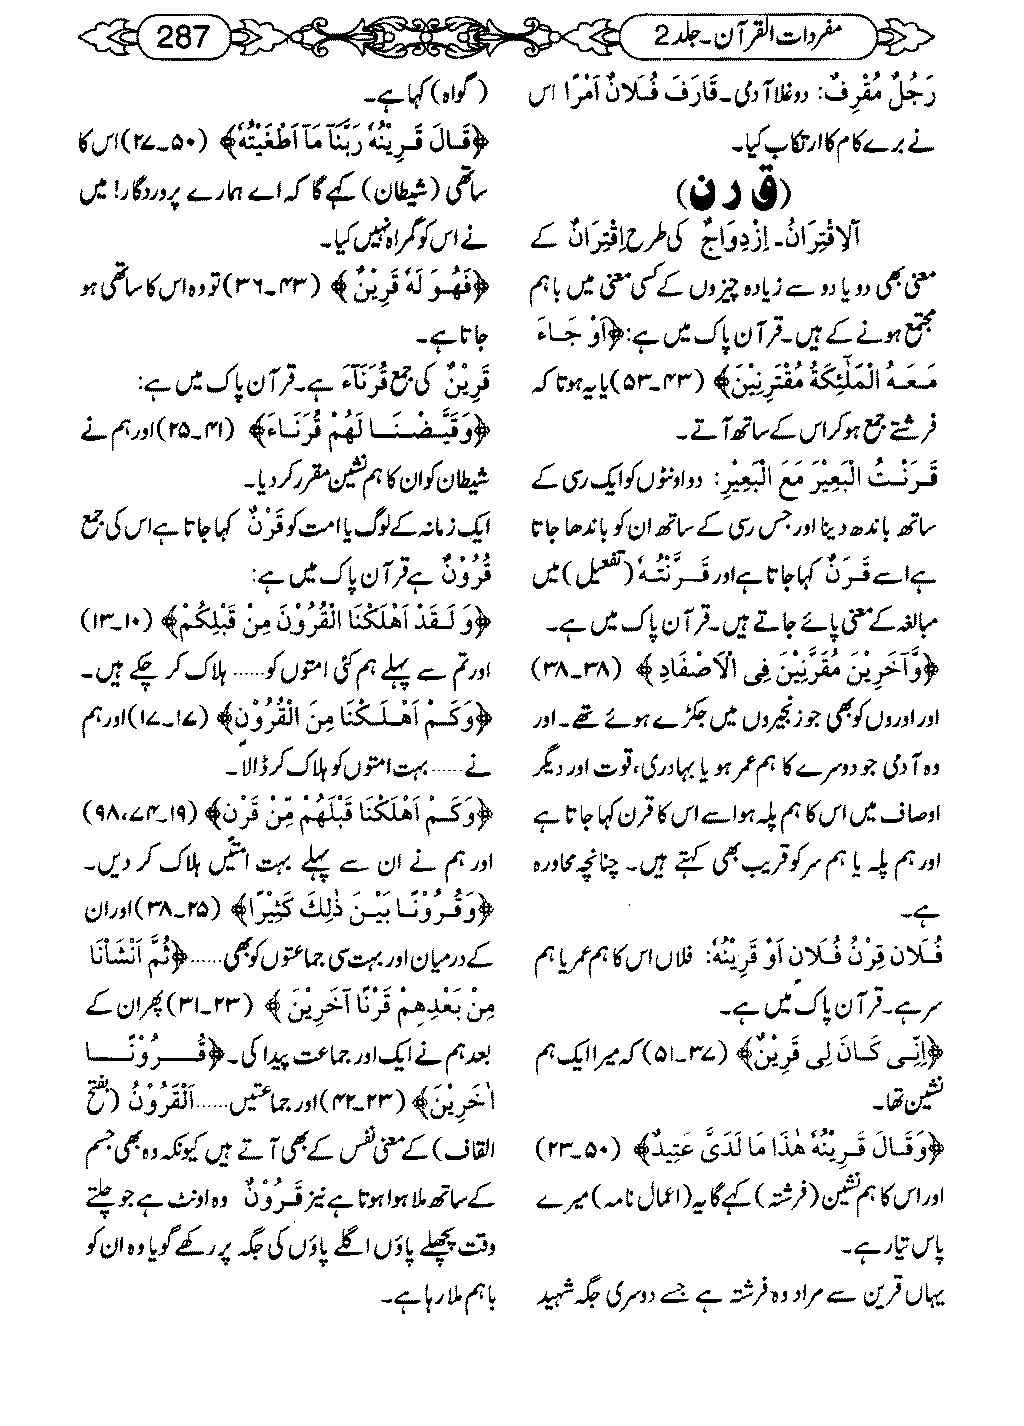 مفردات القرآن۔جلد 2
287
رَجُلٌ مُقْرِفٌ: دوغلا آدمی۔ قَارَفَ فُلَانٌ اَمْرًا اس
نے برے کام کا ارتکاب کیا۔
(ق ر ن)
اَلْاِقْتِرَانُ۔ اِزْدِوَاجٌ کی طرح اِقْتِرَانٌ کے
معنی بھی دو یا دو سے زیادہ چیزوں کے کسی معنی میں باہم
مجتمع ہونے کے ہیں۔ قرآن پاک میں ہے: ﴿اَوْ جَاءَ
مَعَهُ الْمَلٰٓئِكَةُ مُقْتَرِنِيْنَ﴾ (۴۳۔۵۳) یا یہ ہوتا کہ
فرشتے جمع ہو کر اس کے ساتھ آتے۔
قَرَنْتُ الْبَعِيْرَ مَعَ الْبَعِيْرِ: دو اونٹوں کو ایک رسی کے
ساتھ باندھ دینا اور جس رسی کے ساتھ ان کو باندھا جاتا
ہے اسے قَرَنٌ کہا جاتا ہے اور قَرَّنْتُهٗ (تفعیل) میں
مبالغہ کے معنی پائے جاتے ہیں۔ قرآن پاک میں ہے۔
﴿وَّآخَرِيْنَ مُقَرَّنِيْنَ فِى الْاَصْفَادِ﴾ (۳۸۔۳۸)
اور اوروں کو بھی جو زنجیروں میں جکڑے ہوئے تھے۔ اور
وہ آدمی جو دوسرے کا ہم عمر ہو یا بہادری، قوت اور دیگر
اوصاف میں اس کا ہم پلہ ہو اسے اس کا قرن کہا جاتا ہے
اور ہم پلہ یا ہم سر کو قریب بھی کہتے ہیں۔ چنانچہ محاورہ
ہے۔
فُلَان قِرْنُ فُلَان اَوْ قَرِيْنُهٗ: فلاں اس کا ہم عمر یا ہم
سر ہے۔ قرآن پاک میں ہے۔
﴿اِنِّى كَانَ لِى قَرِيْنٌ﴾ (۳۷۔۵۱) کہ میرا ایک ہم
نشین تھا۔
﴿وَقَالَ قَرِيْنُهٗ هٰذَا مَا لَدَىَّ عَتِيْدٌ﴾ (۵۰۔۲۳)
اور اس کا ہم نشین (فرشتہ) کہے گا یہ (اعمال نامہ) میرے
پاس تیار ہے۔
یہاں قرین سے مراد وہ فرشتہ ہے جسے دوسری جگہ شہید
(گواہ) کہا ہے۔
﴿قَالَ قَرِيْنُهٗ رَبَّنَا مَآ اَطْغَيْتُهٗ﴾ (۵۰۔۲۷) اس کا
ساتھی (شیطان) کہے گا کہ اے ہمارے پروردگار! میں
نے اس کو گمراہ نہیں کیا۔
﴿فَهُوَ لَهٗ قَرِيْنٌ﴾ (۴۳۔۳۶) تو وہ اس کا ساتھی ہو
جاتا ہے۔
قَرِيْنٌ کی جمع قُرَنَآءَ ہے۔ قرآن پاک میں ہے:
﴿وَقَيَّضْنَا لَهُمْ قُرَنَاءَ﴾ (۴۱۔۲۵) اور ہم نے
شیطان کو ان کا ہم نشین مقرر کر دیا۔
ایک زمانہ کے لوگ یا امت کو قَرْنٌ کہا جاتا ہے اس کی جمع
قُرُوْنٌ ہے قرآن پاک میں ہے:
﴿وَلَقَدْ اَهْلَكْنَا الْقُرُوْنَ مِنْ قَبْلِكُمْ﴾ (۱۰۔۱۳)
اور تم سے پہلے ہم کئی امتوں کو...... ہلاک کر چکے ہیں۔
﴿وَكَمْ اَهْلَكْنَا مِنَ الْقُرُوْنِ﴾ (۱۷۔۱۷) اور ہم
نے...... بہت امتوں کو ہلاک کر ڈالا۔
﴿وَكَمْ اَهْلَكْنَا قَبْلَهُمْ مِّنْ قَرْنٍ﴾ (۱۹۔۷۴،۹۸)
اور ہم نے ان سے پہلے بہت امتیں ہلاک کر دیں۔
﴿وَقُرُوْنًا بَيْنَ ذٰلِكَ كَثِيْرًا﴾ (۲۵۔۳۸) اور ان
کے درمیان اور بہت سی جماعتوں کو بھی...... ﴿ثُمَّ اَنْشَاْنَا
مِنْ بَعْدِهِمْ قَرْنًا آخَرِيْنَ﴾ (۲۳۔۳۱) پھر ان کے
بعد ہم نے ایک اور جماعت پیدا کی۔ ﴿قُرُوْنًا
اٰخَرِيْنَ﴾ (۲۳۔۴۲) اور جماعتیں...... اَلْقَرُوْنُ (بفتح
القاف) کے معنی نفس کے بھی آتے ہیں کیونکہ وہ بھی جسم
کے ساتھ ملا ہوا ہوتا ہے نیز قَرُوْنٌ وہ اونٹ ہے جو چلتے
وقت پچھلے پاؤں اگلے پاؤں کی جگہ پر رکھے گویا وہ ان کو
باہم ملا رہا ہے۔